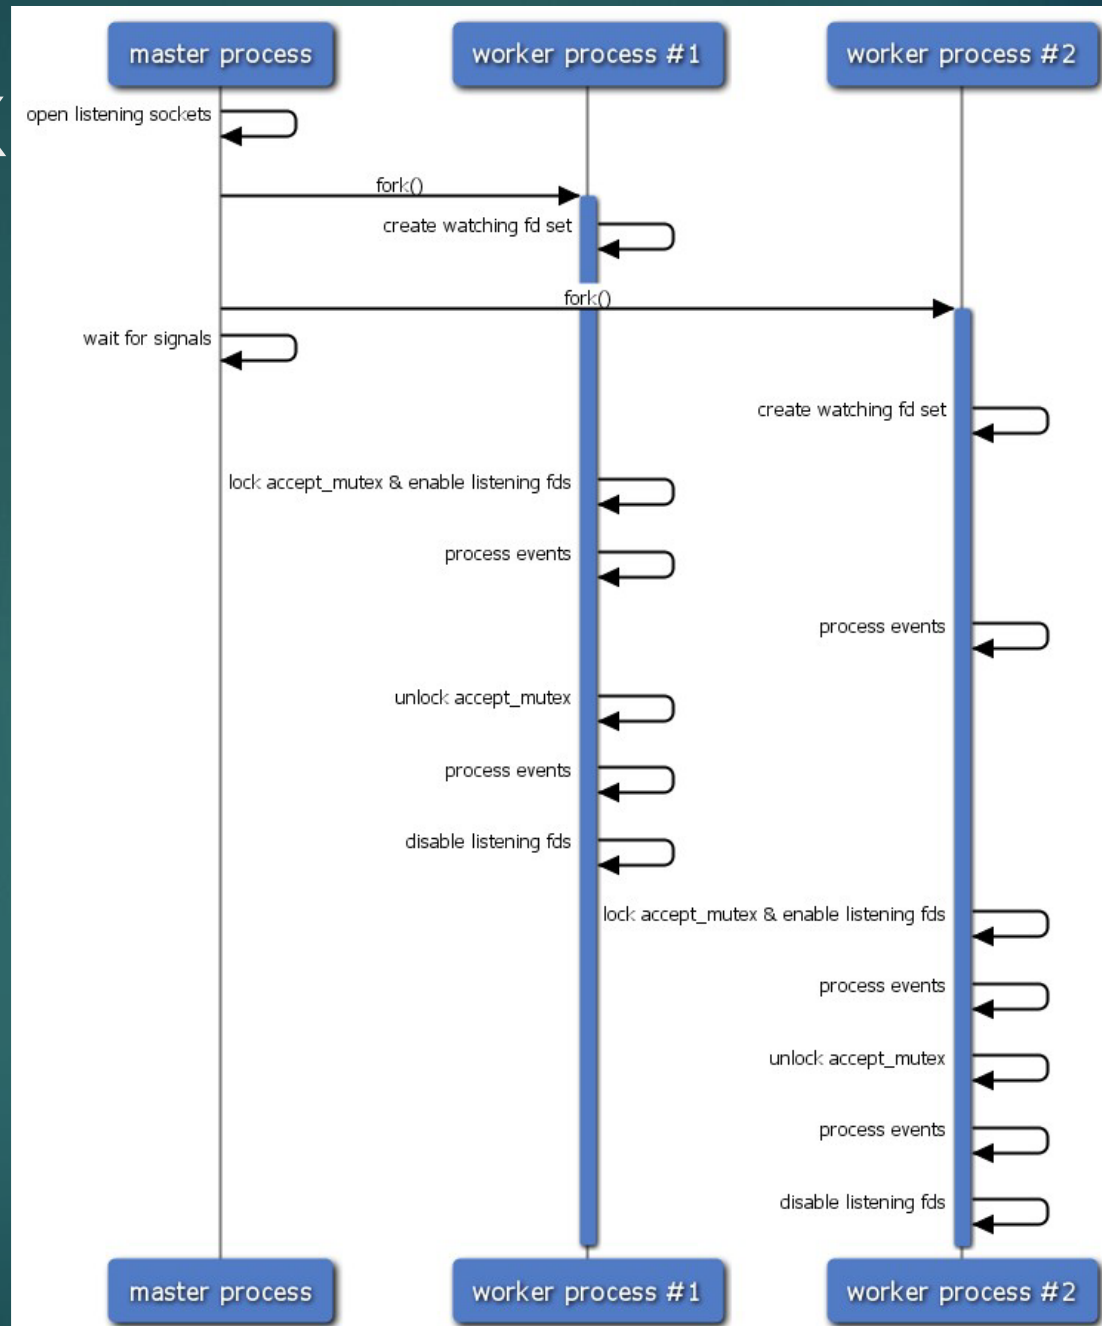 master process
worker process #1
worker process #2
open listening sockets
fork()
create watching fd set
fork()
wait for signals
create watching fd set
lock accept_mutex & enable listening fds
process events
process events
unlock accept_mutex
process events
disable listening fds
lock accept_mutex & enable listening fds
process events
unlock accept_mutex
process events
disable listening fds
master process
worker process #1
worker process #2